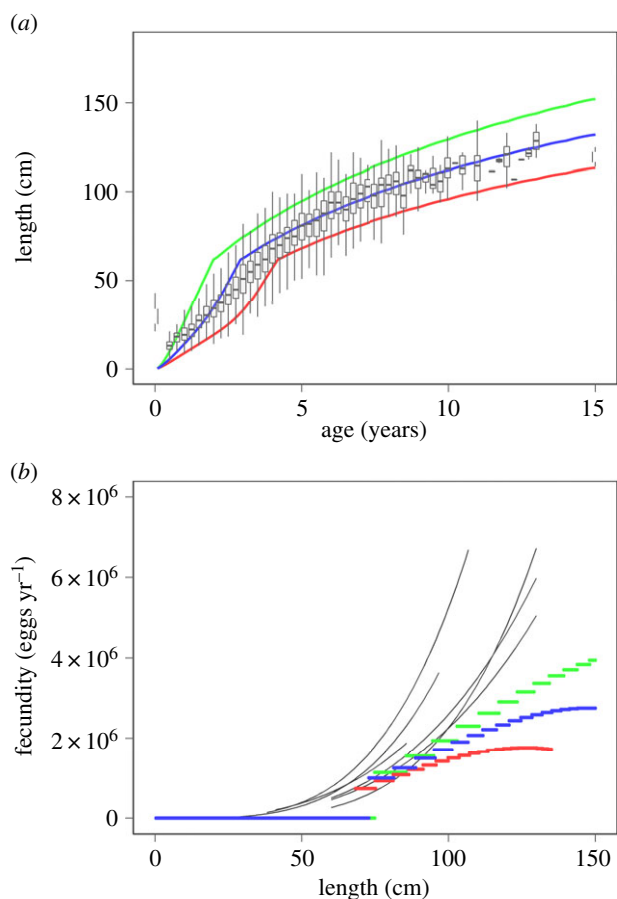 (a)
150
100
50
0
length (cm)
0 5 10 15
age (years)
(b)
8 × 10⁶
6 × 10⁶
4 × 10⁶
2 × 10⁶
0
fecundity (eggs yr⁻¹)
0 50 100 150
length (cm)